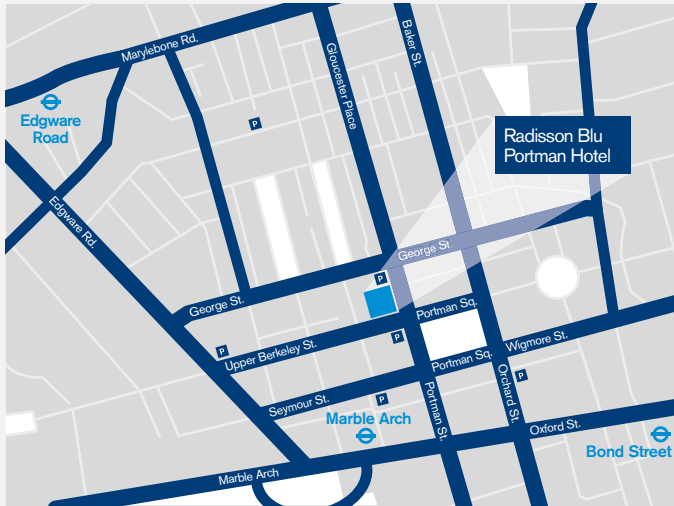 Marylebone Rd.
Gloucester Place
Baker St.
Edgware
Road
P
Radisson Blu
Portman Hotel
Edgware Rd.
George St.
P
George St.
Portman Sq.
P
Upper Berkeley St.
P
Wigmore St.
Portman Sq.
Seymour St.
P
Orchard St.
P
Portman St.
Marble Arch
Oxford St.
Bond Street
Marble Arch